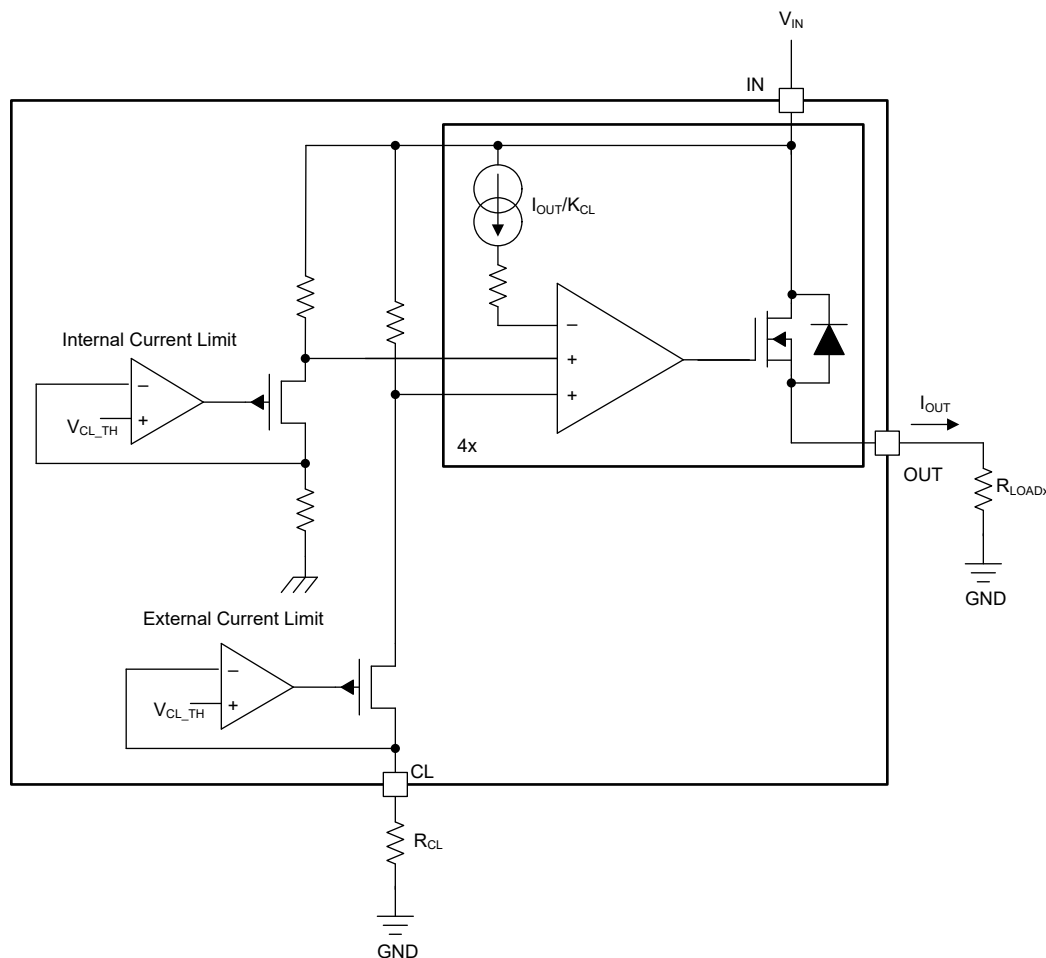 V_IN
IN
I_OUT/K_CL
Internal Current Limit
−
−
+
+
V_CL_TH
+
4x
I_OUT
OUT
R_LOADx
GND
External Current Limit
−
V_CL_TH
+
CL
R_CL
GND